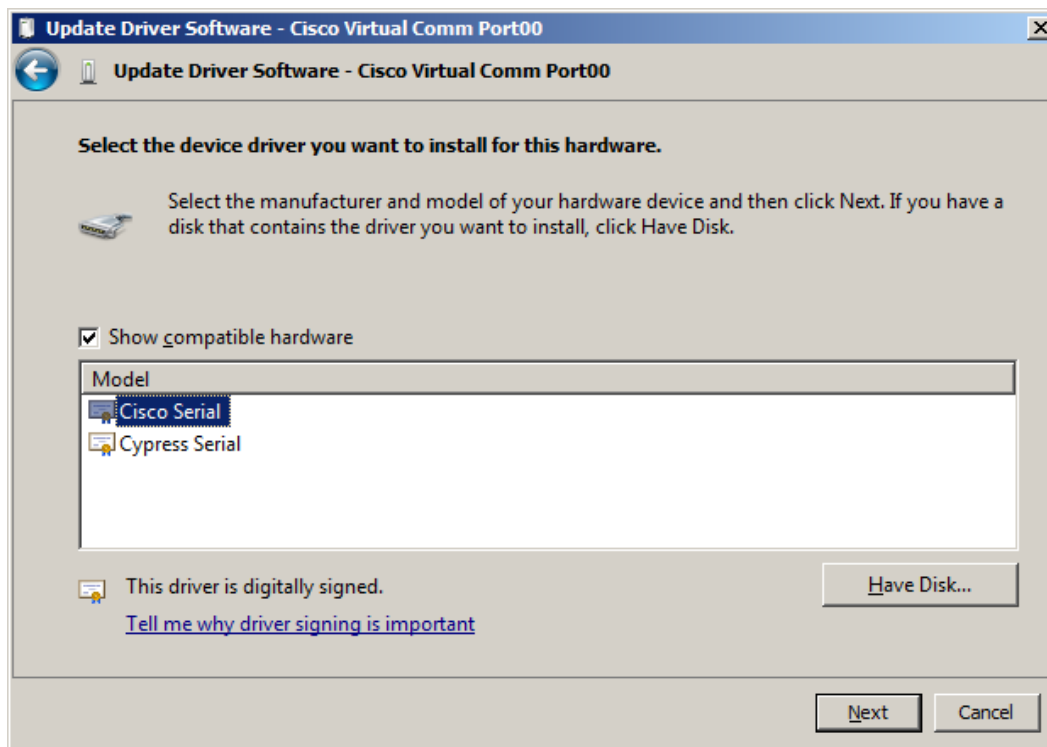 Update Driver Software - Cisco Virtual Comm Port00
Update Driver Software - Cisco Virtual Comm Port00
Select the device driver you want to install for this hardware.
Select the manufacturer and model of your hardware device and then click Next. If you have a
disk that contains the driver you want to install, click Have Disk.
Show compatible hardware
Model
Cisco Serial
Cypress Serial
This driver is digitally signed.
Have Disk...
Tell me why driver signing is important
Next
Cancel